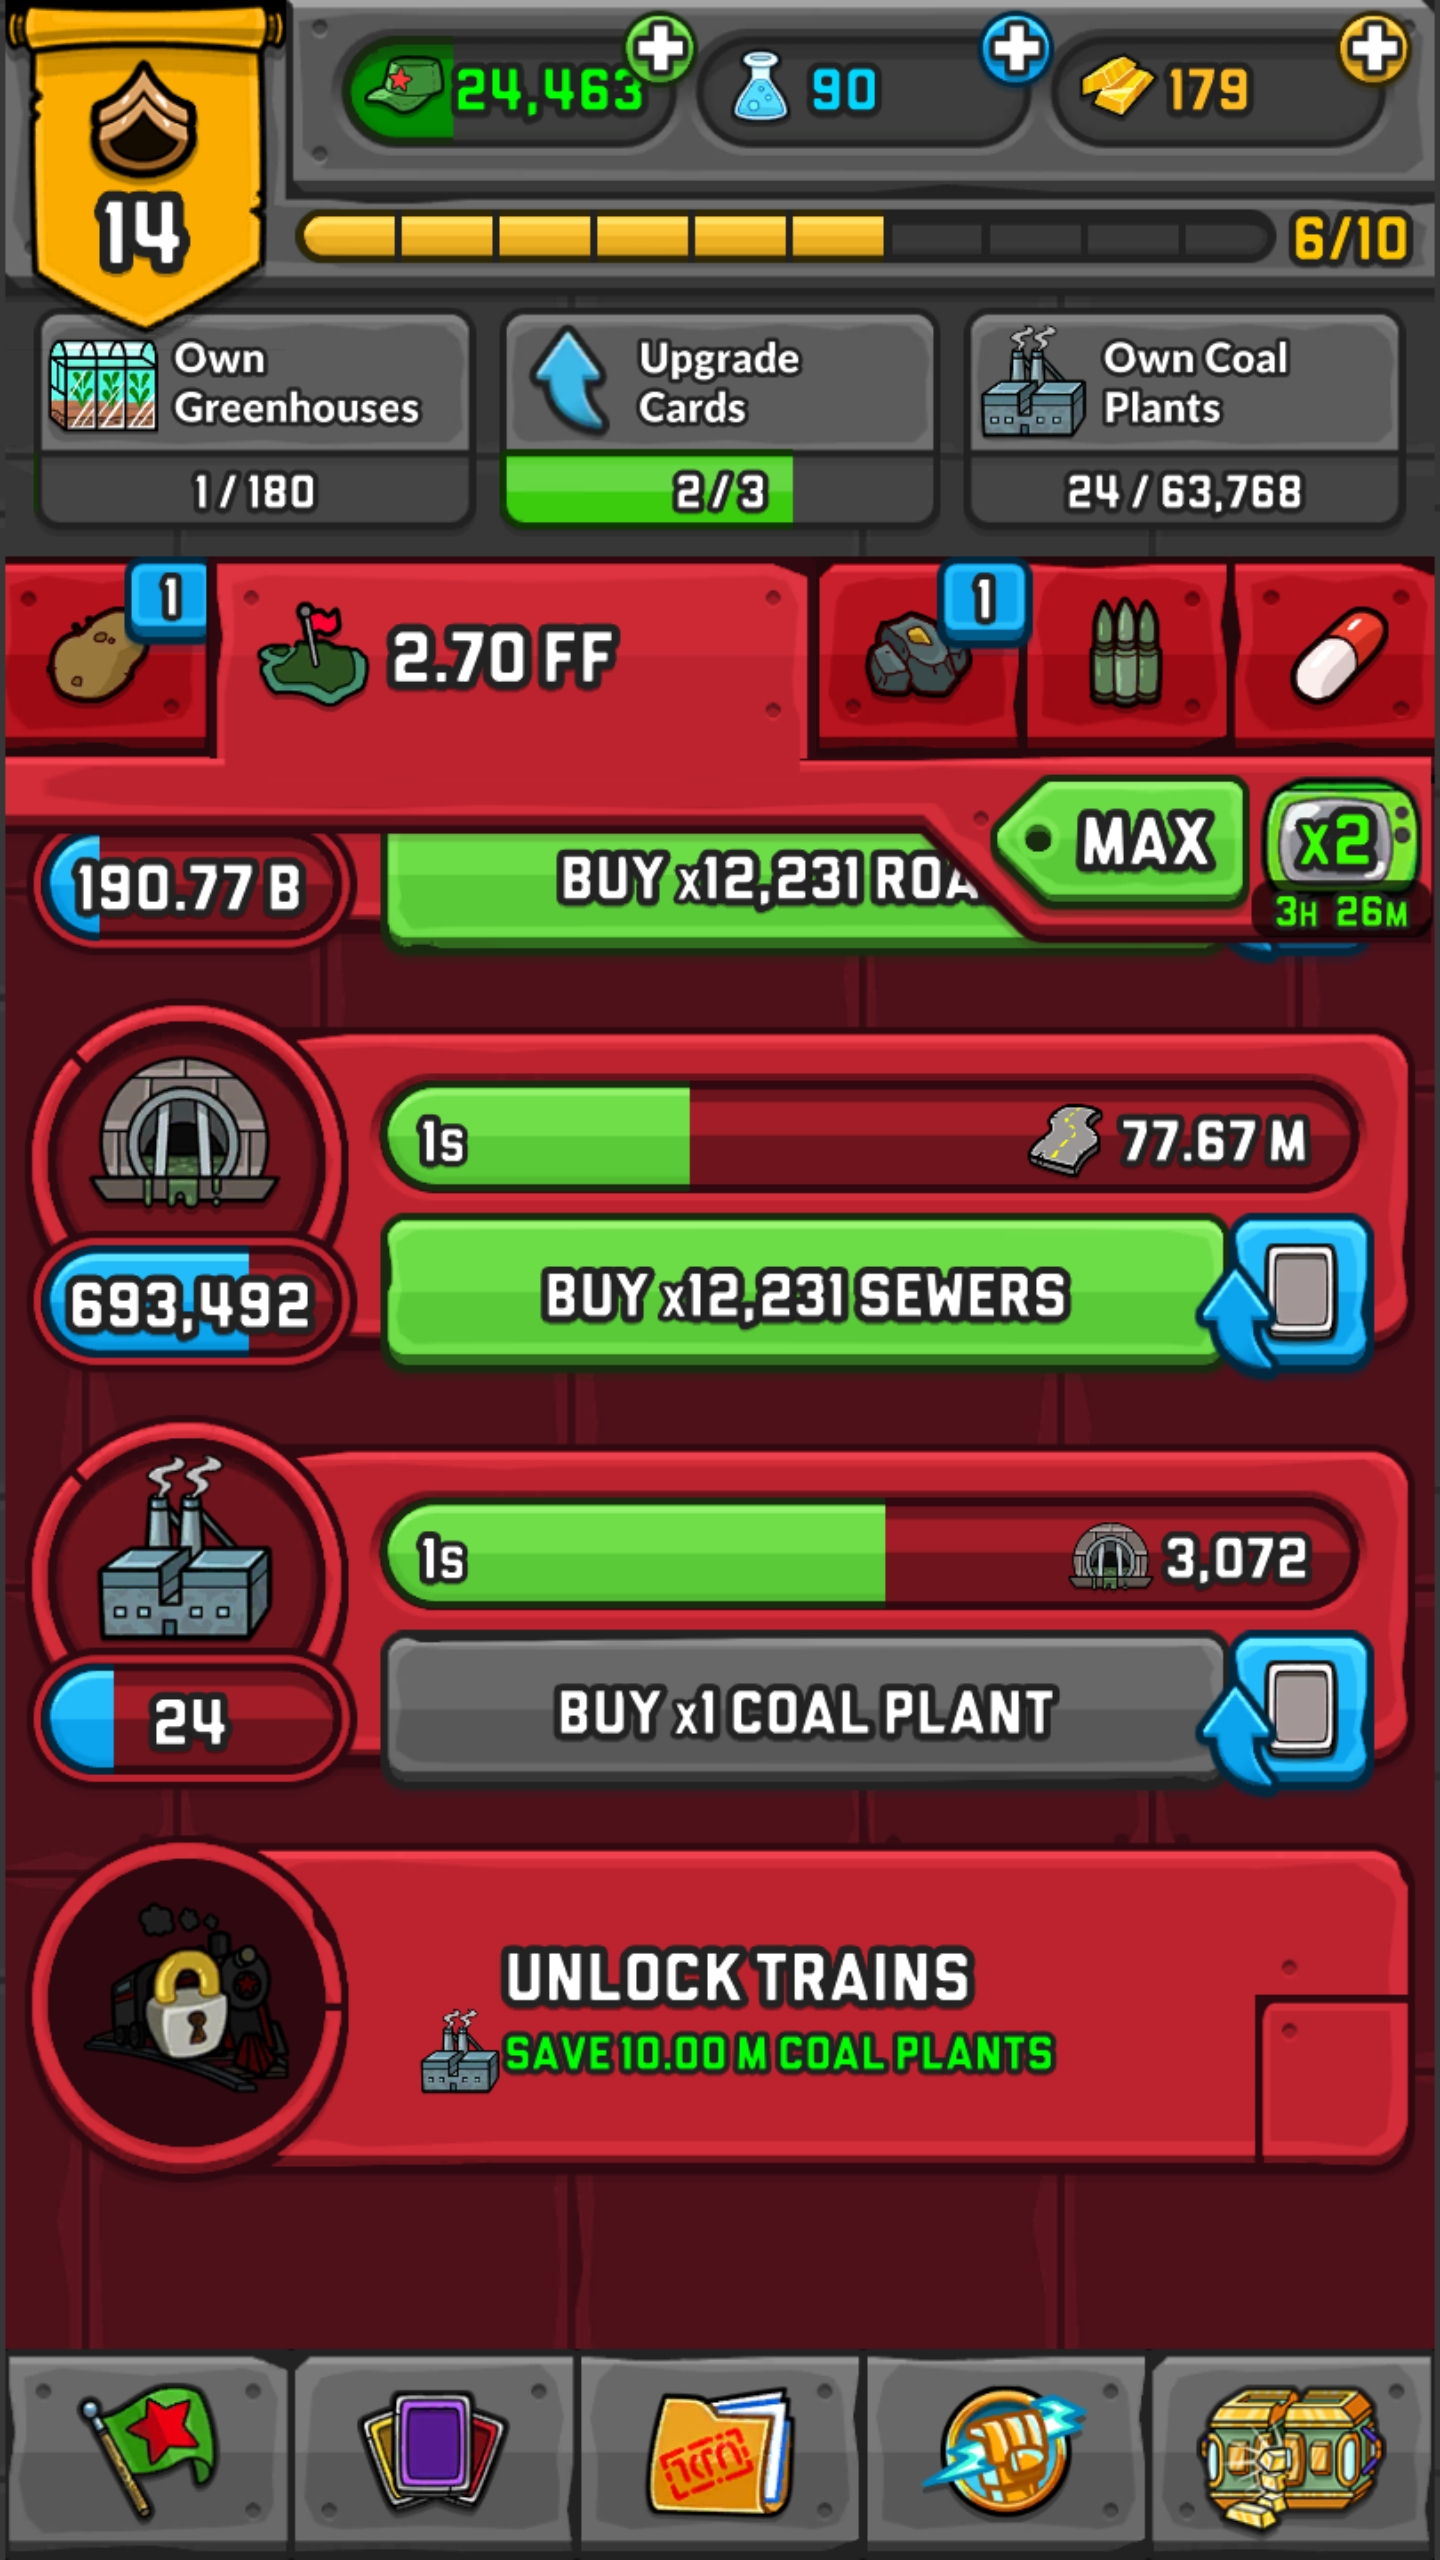 14
24,463
90
179
6/10
Own
Greenhouses
1/180
Upgrade
Cards
2/3
Own Coal
Plants
24/63,768
1
2.70 FF
1
MAX
x2
3H 26M
190.77 B
BUY x12,231 ROA
1s
77.67 M
693,492
BUY x12,231 SEWERS
1s
3,072
24
BUY x1 COAL PLANT
UNLOCK TRAINS
SAVE 10.00 M COAL PLANTS